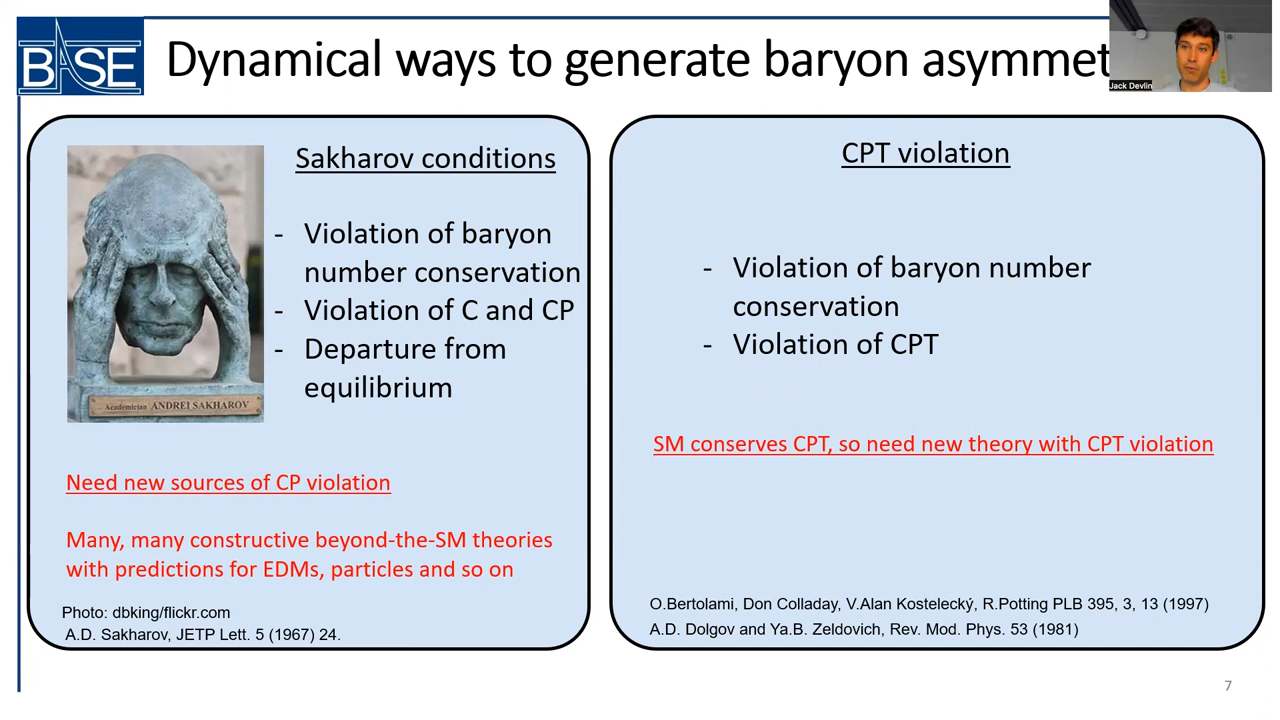 BASE
Dynamical ways to generate baryon asymmet
Jack Devlin
Sakharov conditions
- Violation of baryon
number conservation
- Violation of C and CP
- Departure from
equilibrium
Academician ANDREI SAKHAROV
Need new sources of CP violation
Many, many constructive beyond-the-SM theories
with predictions for EDMs, particles and so on
Photo: dbking/flickr.com
A.D. Sakharov, JETP Lett. 5 (1967) 24.
CPT violation
- Violation of baryon number
conservation
- Violation of CPT
SM conserves CPT, so need new theory with CPT violation
O.Bertolami, Don Colladay, V.Alan Kostelecký, R.Potting PLB 395, 3, 13 (1997)
A.D. Dolgov and Ya.B. Zeldovich, Rev. Mod. Phys. 53 (1981)
7